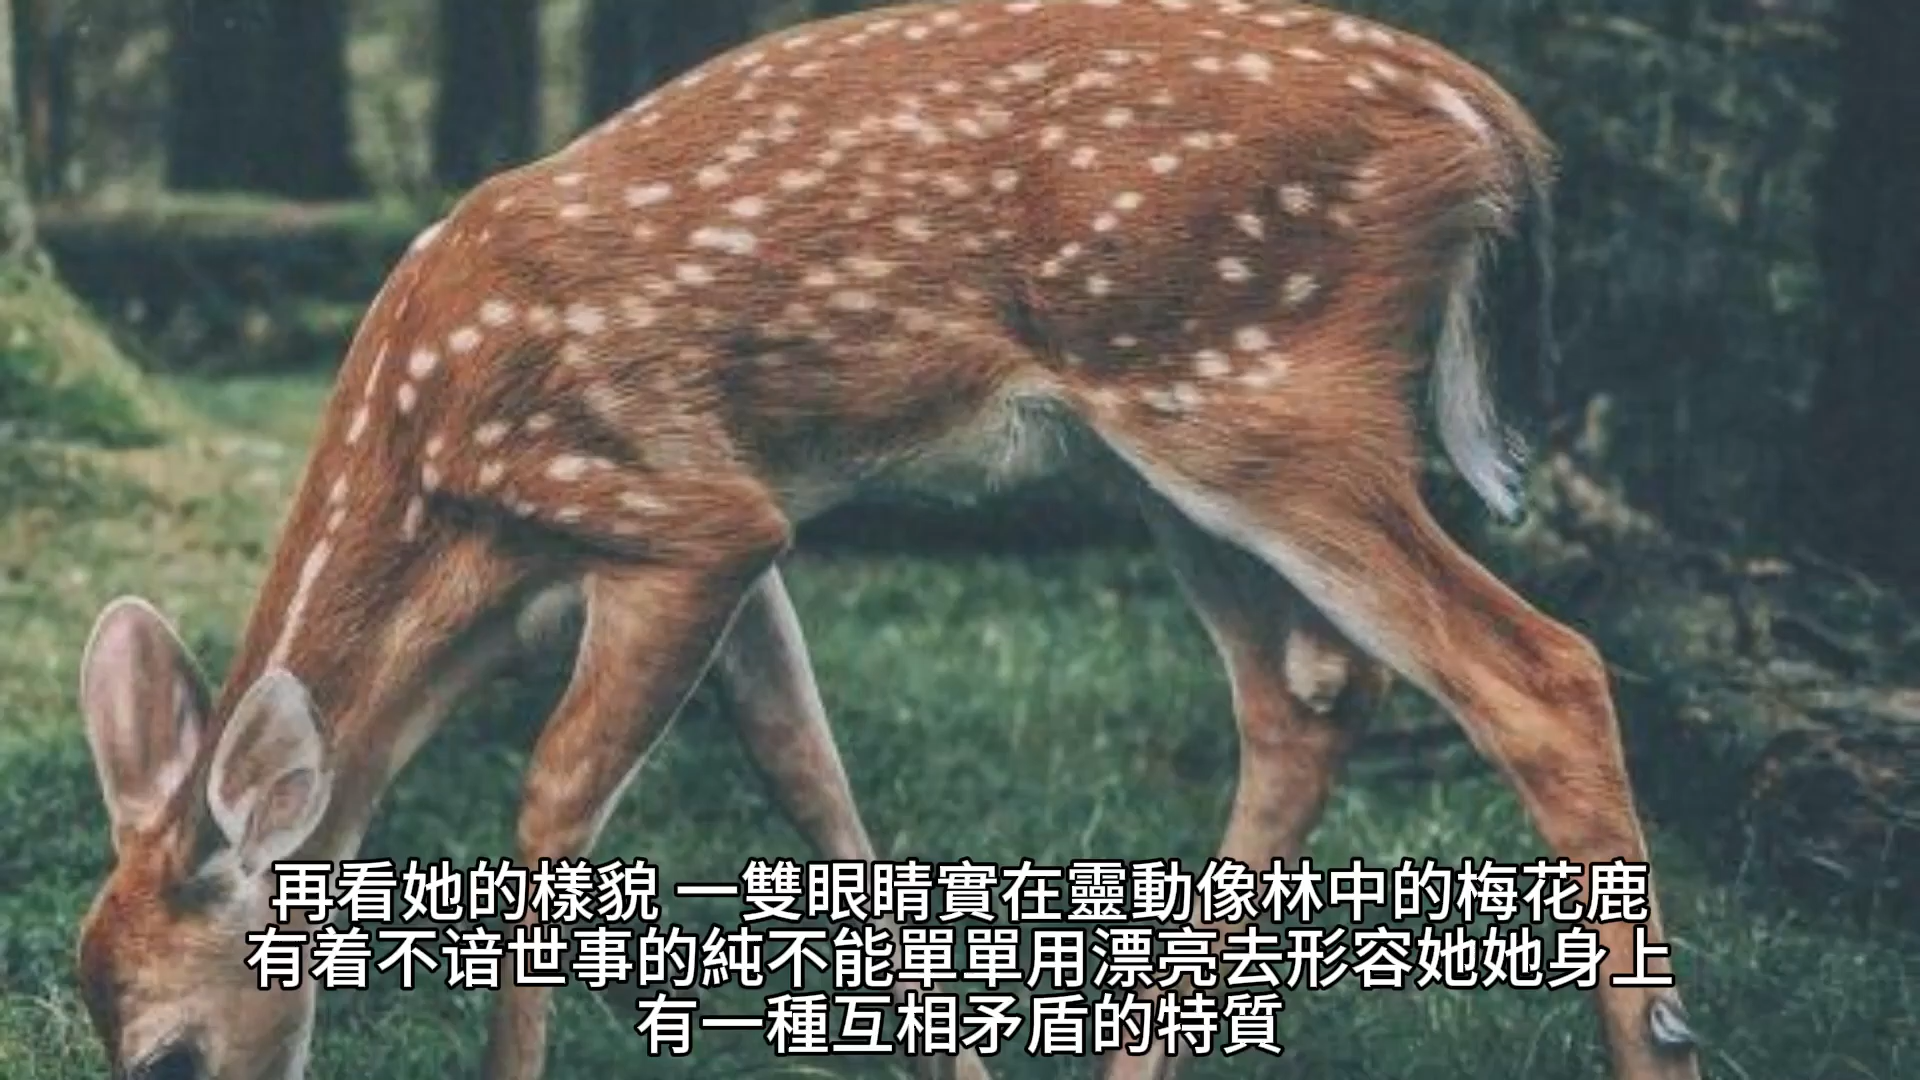 再看她的樣貌 一雙眼睛實在靈動像林中的梅花鹿
有着不谙世事的純不能單單用漂亮去形容她她身上
有一種互相矛盾的特質